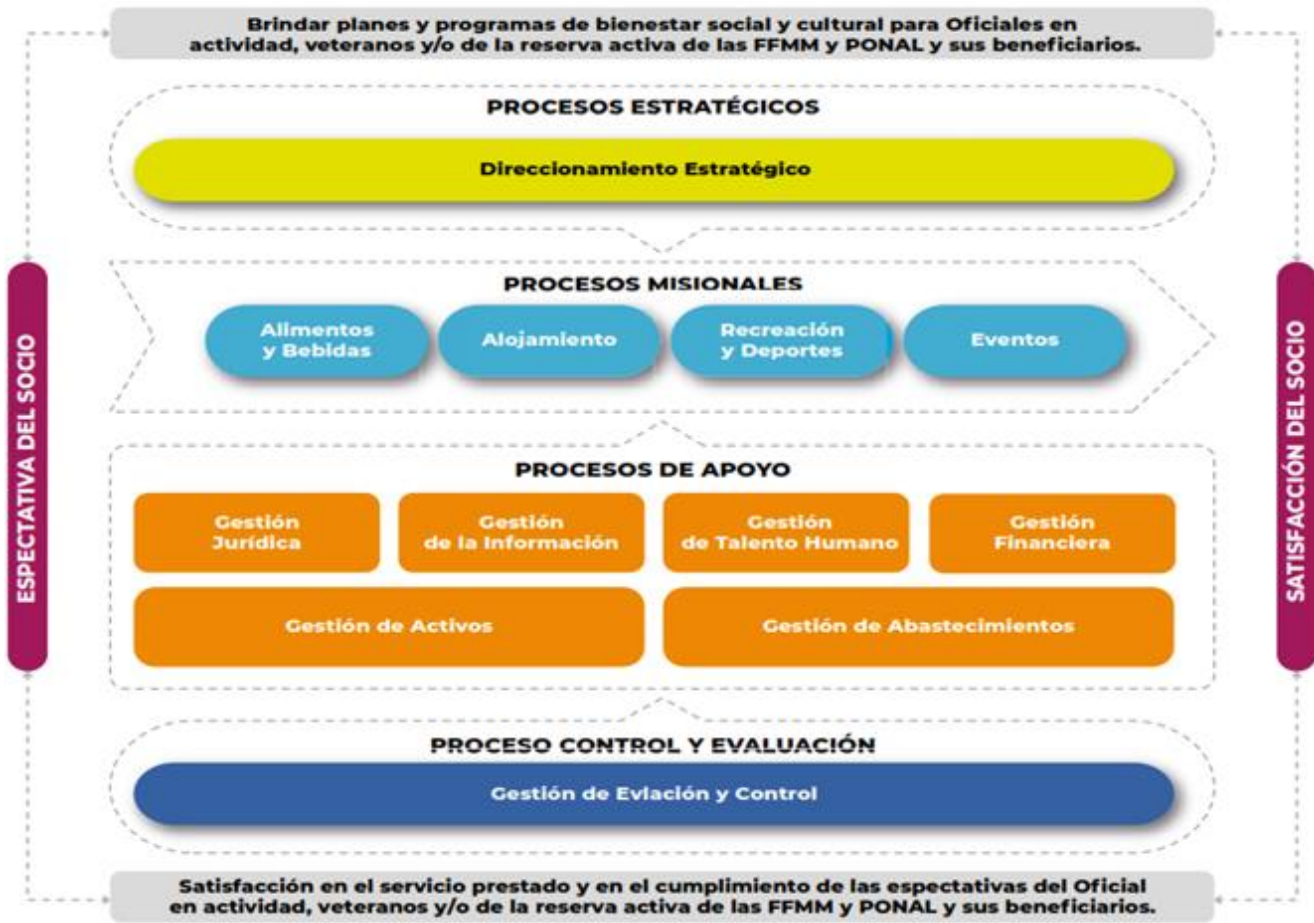 Brindar planes y programas de bienestar social y cultural para Oficiales en
actividad, veteranos y/o de la reserva activa de las FFMM y PONAL y sus beneficiarios.
PROCESOS ESTRATÉGICOS
Direccionamiento Estratégico
ESPECTATIVA DEL SOCIO
PROCESOS MISIONALES
Alimentos
y Bebidas
Alojamiento
Recreación
y Deportes
Eventos
SATISFACCIÓN DEL SOCIO
PROCESOS DE APOYO
Gestión
Jurídica
Gestión
de la Información
Gestión
de Talento Humano
Gestión
Financiera
Gestión de Activos
Gestión de Abastecimientos
PROCESO CONTROL Y EVALUACIÓN
Gestión de Evlación y Control
Satisfacción en el servicio prestado y en el cumplimiento de las espectativas del Oficial
en actividad, veteranos y/o de la reserva activa de las FFMM y PONAL y sus beneficiarios.